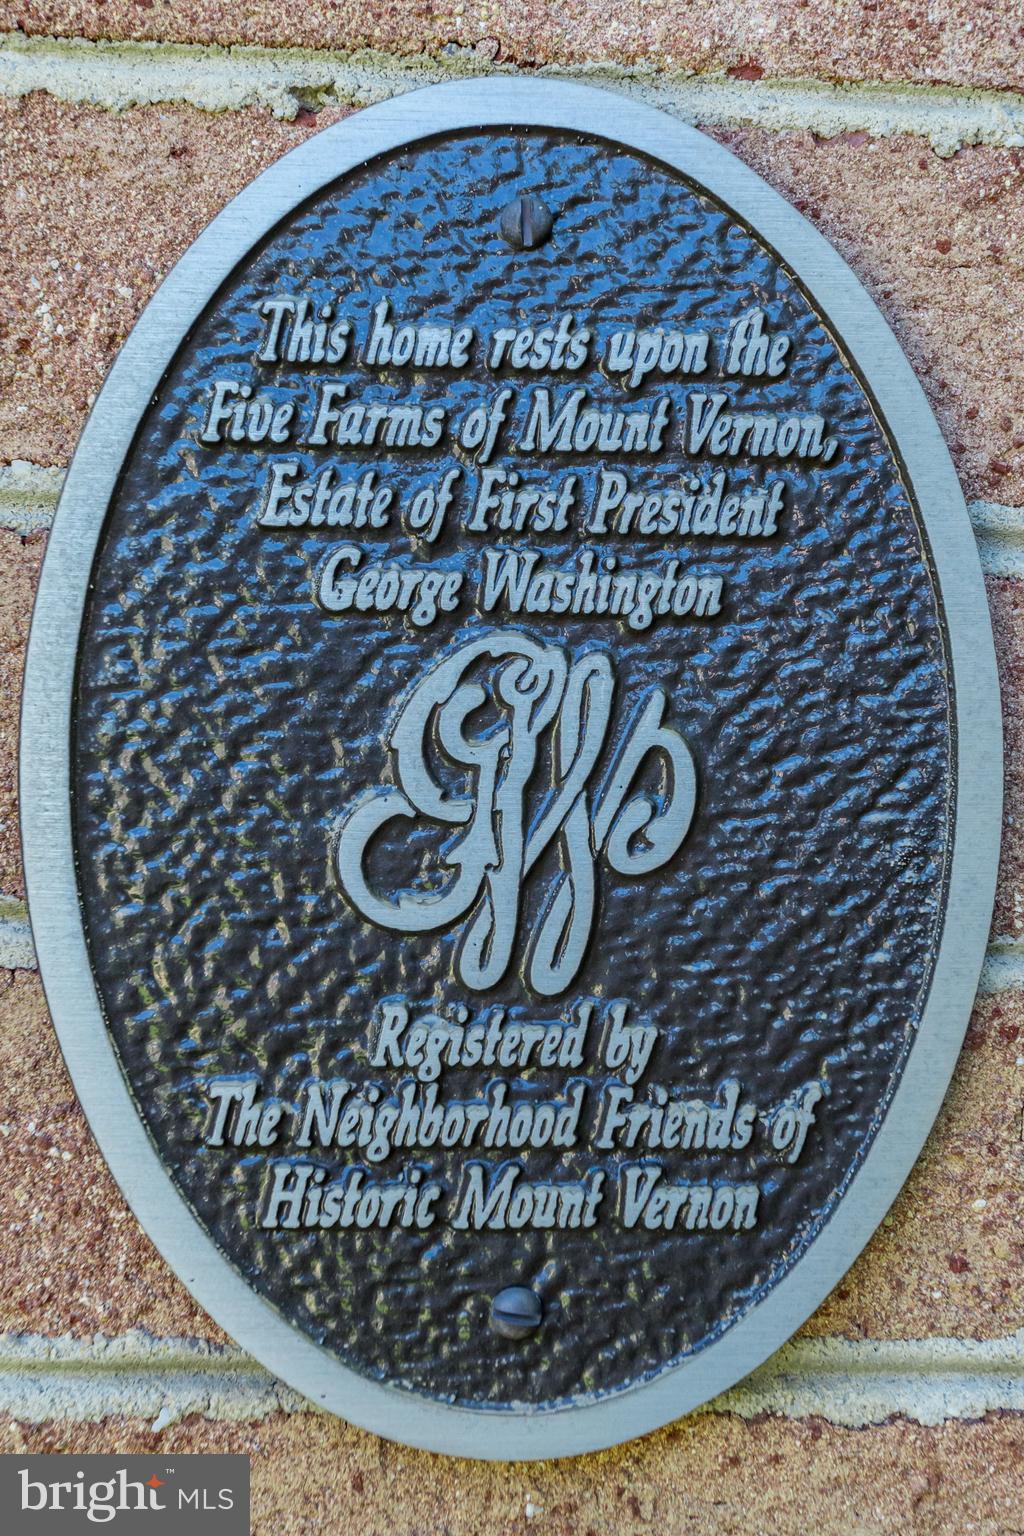 This home rests upon the
Five Farms of Mount Vernon,
Estate of First President
George Washington
GW
Registered by
The Neighborhood Friends of
Historic Mount Vernon
bright™ MLS